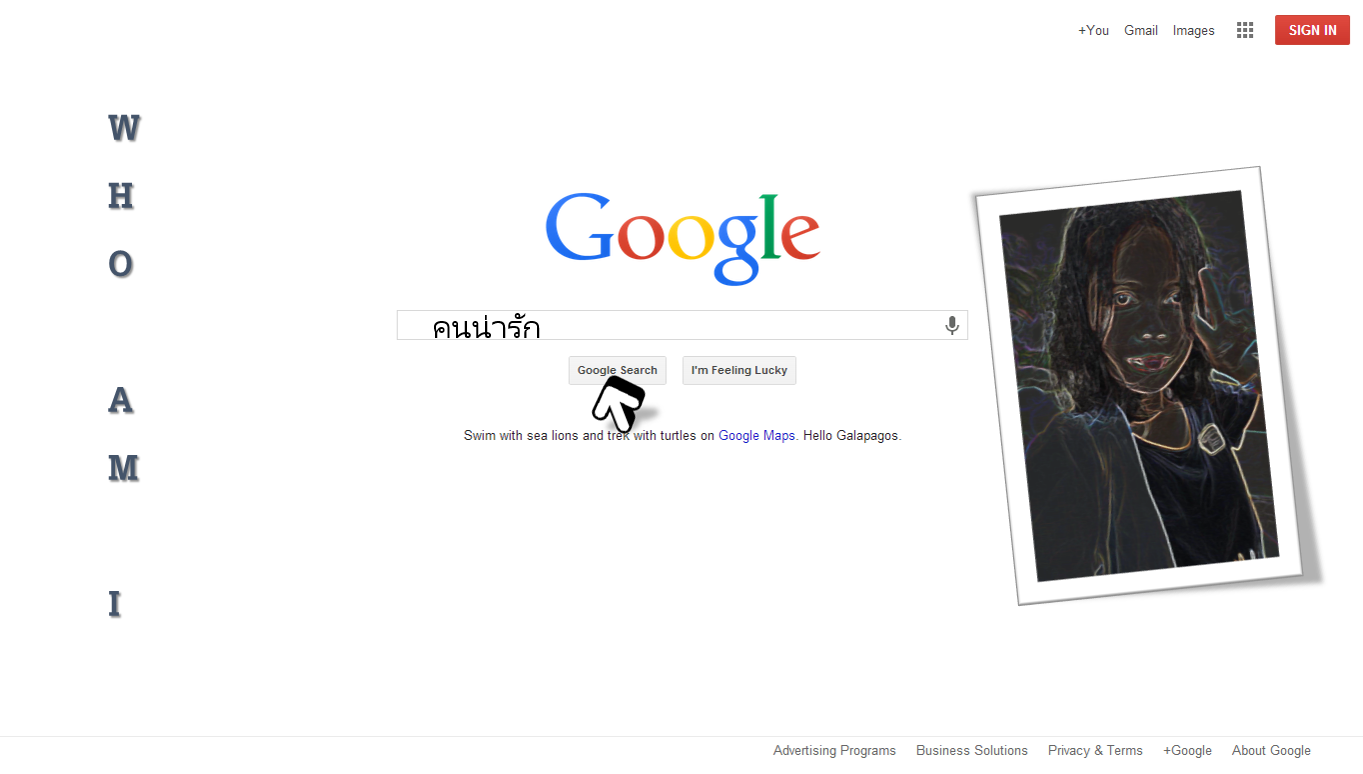 +You Gmail Images SIGN IN
W
H
O
A
M
I
Google
คนน่ารัก
Google Search I'm Feeling Lucky
Swim with sea lions and trek with turtles on Google Maps. Hello Galapagos.
Advertising Programs Business Solutions Privacy & Terms +Google About Google